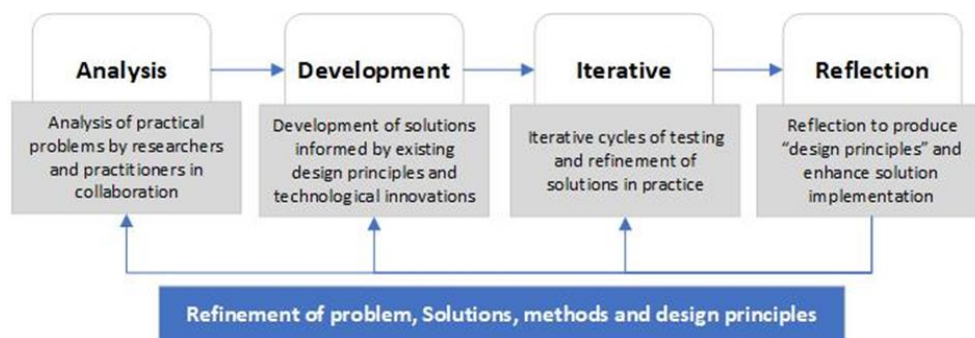 Analysis
Analysis of practical
problems by researchers
and practitioners in
collaboration
Development
Development of solutions
informed by existing
design principles and
technological innovations
Iterative
Iterative cycles of testing
and refinement of
solutions in practice
Reflection
Reflection to produce
“design principles” and
enhance solution
implementation
Refinement of problem, Solutions, methods and design principles